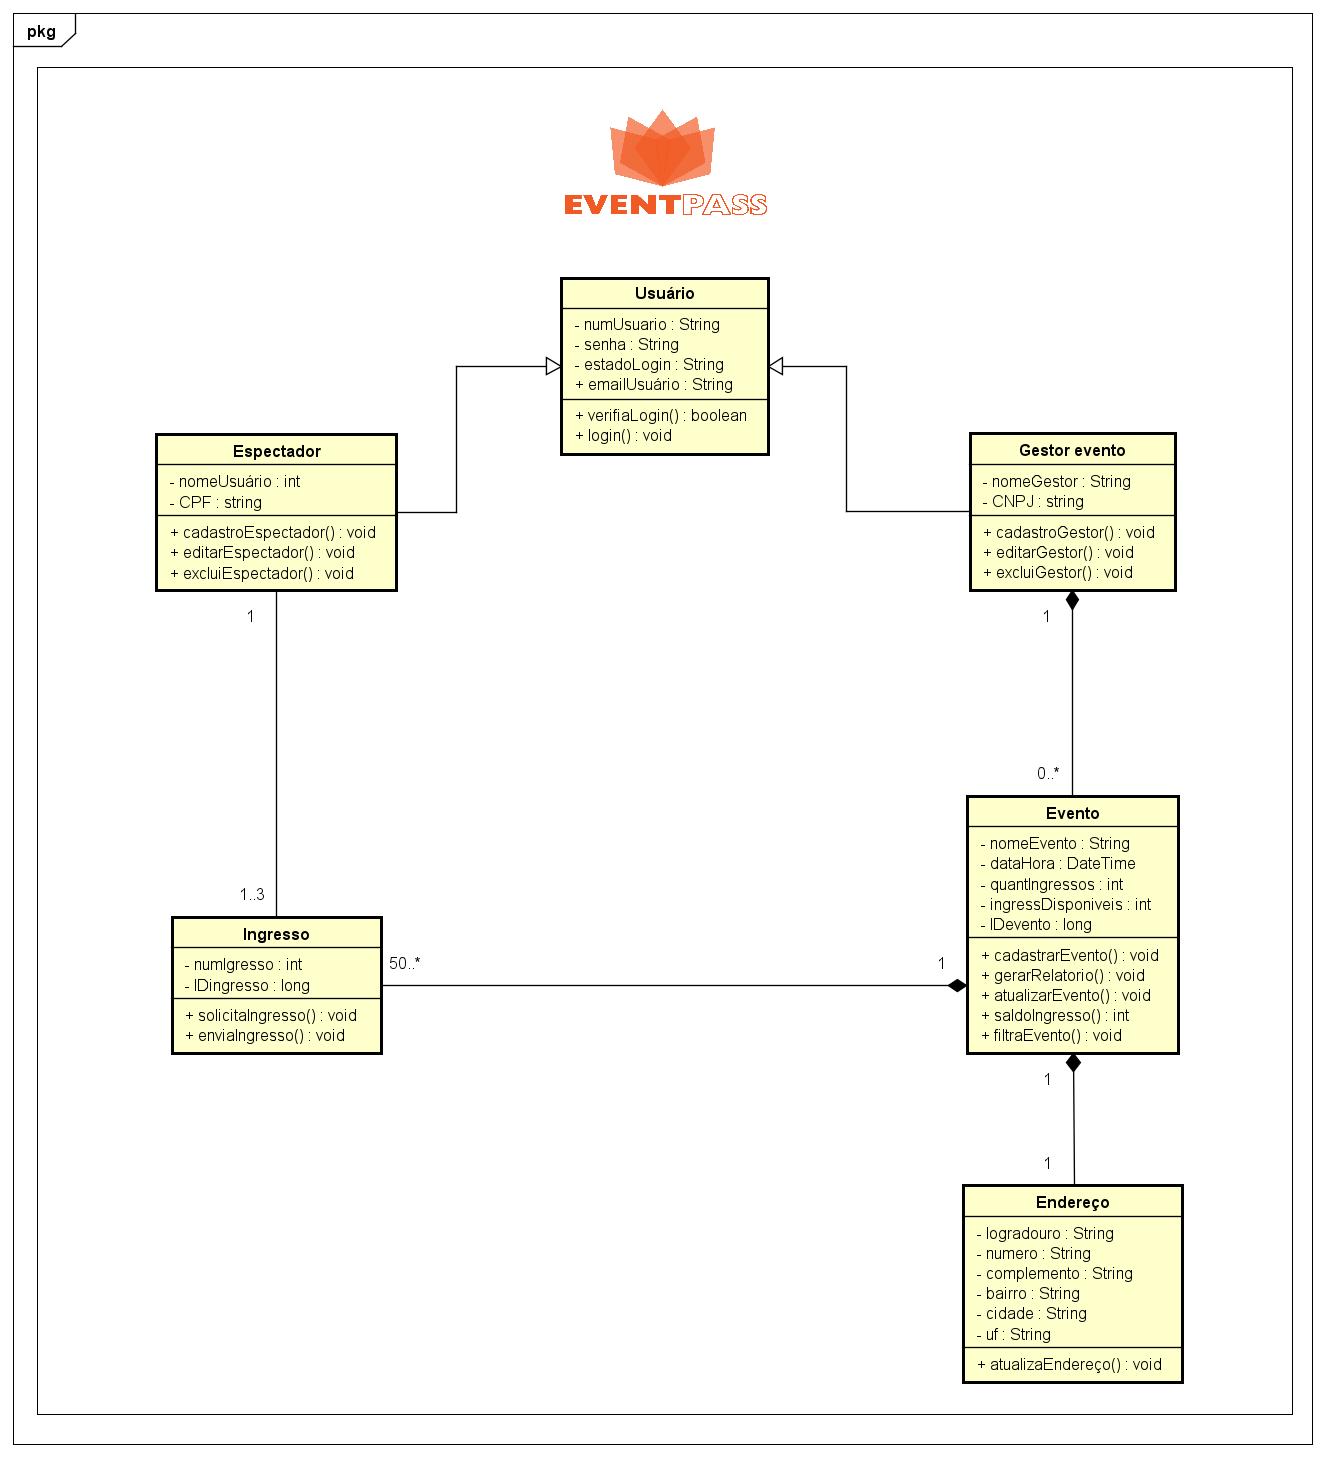 pkg
EVENTPASS
Usuário
- numUsuario : String
- senha : String
- estadoLogin : String
+ emailUsuário : String
+ verifiaLogin() : boolean
+ login() : void
Espectador
- nomeUsuário : int
- CPF : string
+ cadastroEspectador() : void
+ editarEspectador() : void
+ excluiEspectador() : void
Gestor evento
- nomeGestor : String
- CNPJ : string
+ cadastroGestor() : void
+ editarGestor() : void
+ excluiGestor() : void
1
1
0..*
1..3
Evento
- nomeEvento : String
- dataHora : DateTime
- quantIngressos : int
- ingressDisponiveis : int
- IDevento : long
+ cadastrarEvento() : void
+ gerarRelatorio() : void
+ atualizarEvento() : void
+ saldoIngresso() : int
+ filtraEvento() : void
Ingresso
- numIgresso : int
- IDingresso : long
+ solicitaIngresso() : void
+ enviaIngresso() : void
50..*
1
1
1
Endereço
- logradouro : String
- numero : String
- complemento : String
- bairro : String
- cidade : String
- uf : String
+ atualizaEndereço() : void